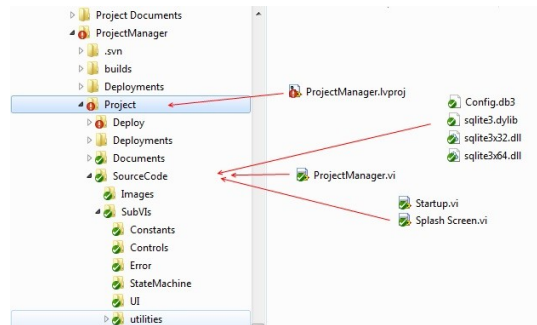 Project Documents
ProjectManager
.svn
builds
Deployments
Project
Deploy
Deployments
Documents
SourceCode
Images
SubVIs
Constants
Controls
Error
StateMachine
UI
utilities
ProjectManager.lvproj
Config.db3
sqlite3.dylib
sqlite3x32.dll
sqlite3x64.dll
ProjectManager.vi
Startup.vi
Splash Screen.vi